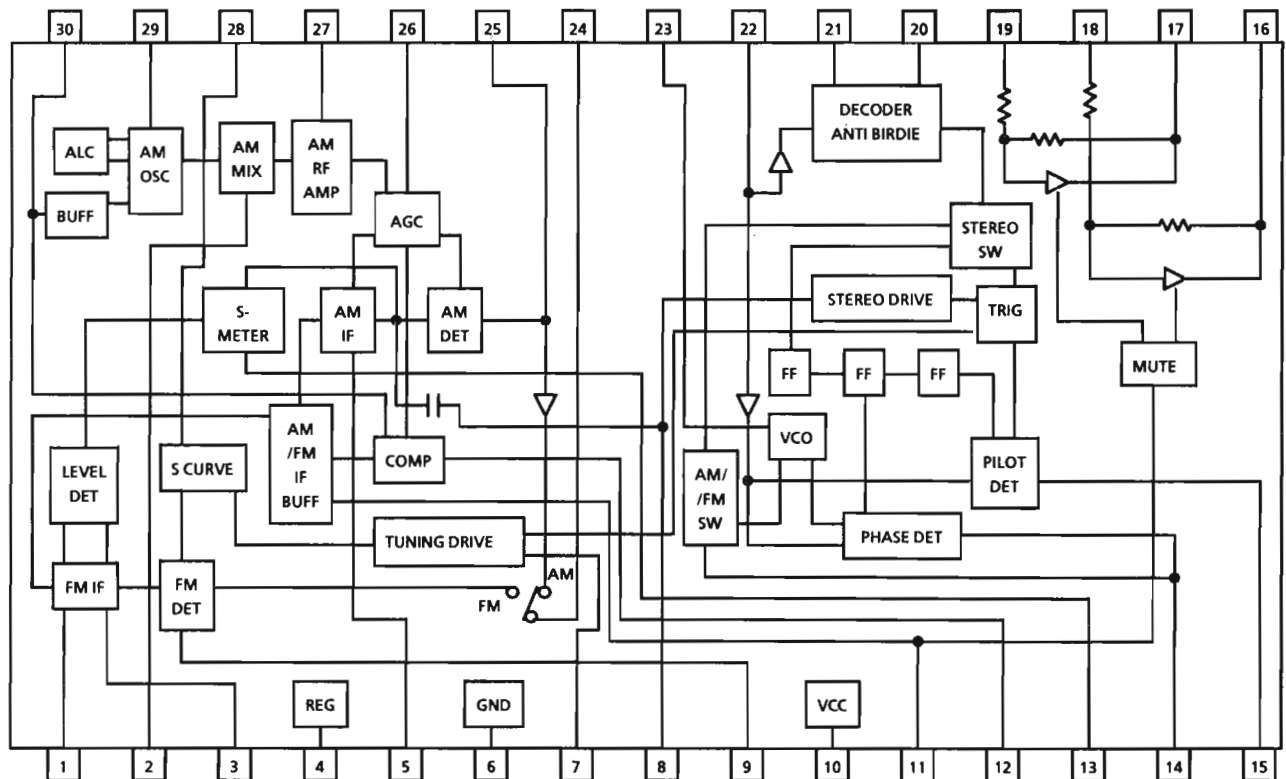 30 29 28 27 26 25 24 23 22 21 20 19 18 17 16
DECODER
ANTI BIRDIE
ALC
AM
OSC
AM
MIX
AM
RF
AMP
BUFF
AGC
STEREO
SW
S-
METER
AM
IF
AM
DET
STEREO DRIVE
TRIG
MUTE
FF
FF
FF
AM
/FM
IF
BUFF
VCO
LEVEL
DET
S CURVE
COMP
AM/
/FM
SW
PILOT
DET
TUNING DRIVE
PHASE DET
FM IF
FM
DET
AM
FM
REG
GND
VCC
1 2 3 4 5 6 7 8 9 10 11 12 13 14 15